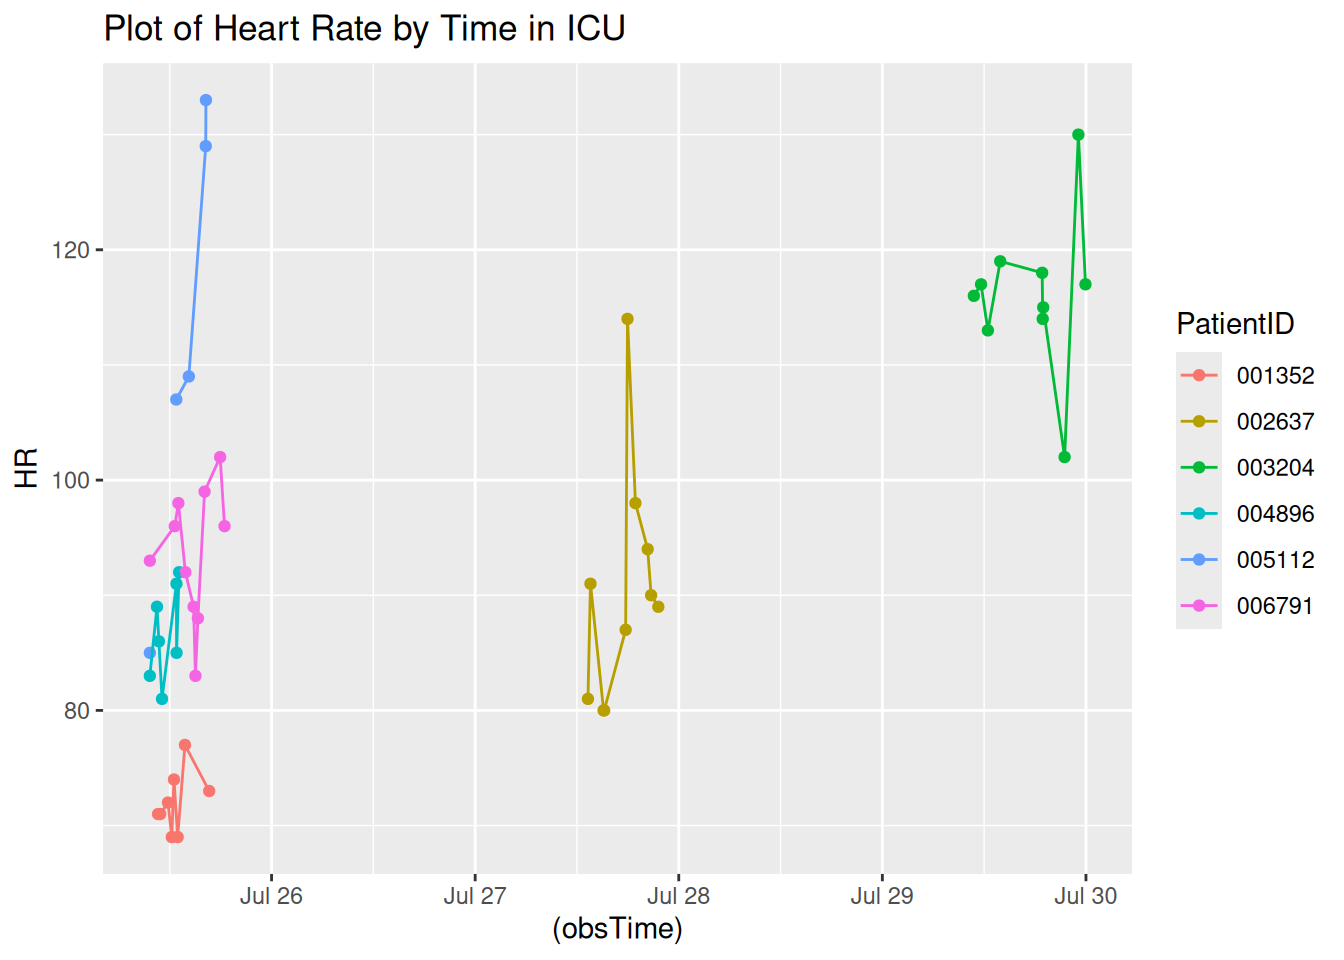 Plot of Heart Rate by Time in ICU
120
100
80
HR
Jul 26
Jul 27
Jul 28
Jul 29
Jul 30
(obsTime)
PatientID
001352
002637
003204
004896
005112
006791